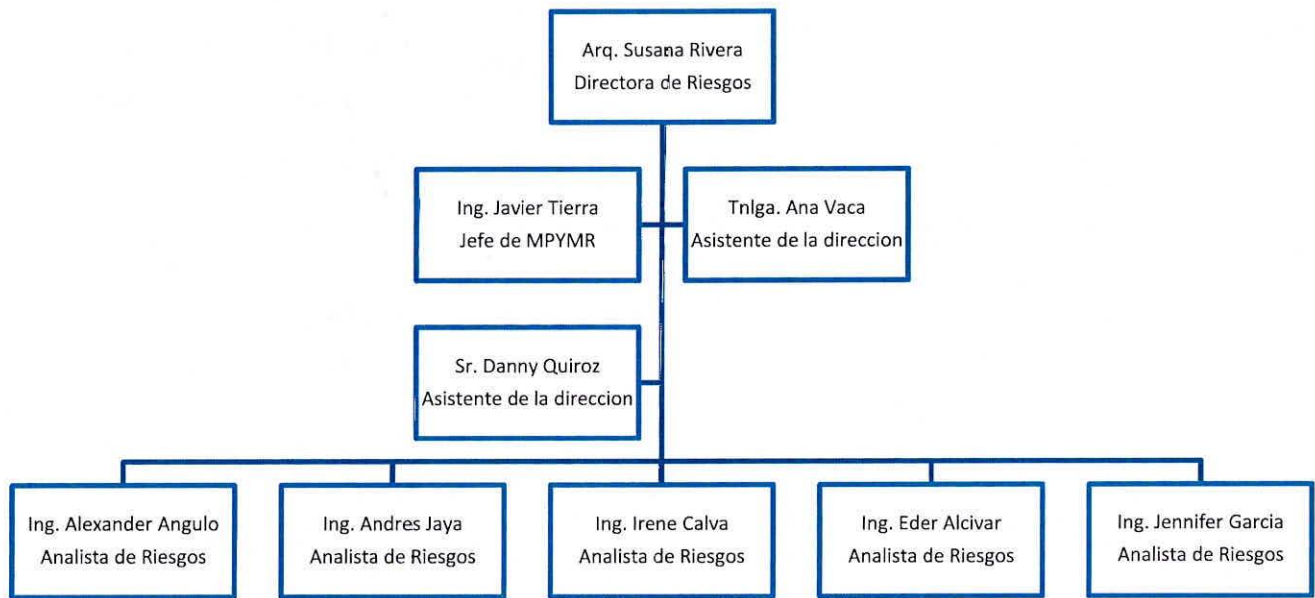 Arq. Susana Rivera
Directora de Riesgos
Ing. Javier Tierra
Jefe de MPYMR
Tnlga. Ana Vaca
Asistente de la direccion
Sr. Danny Quiroz
Asistente de la direccion
Ing. Alexander Angulo
Analista de Riesgos
Ing. Andres Jaya
Analista de Riesgos
Ing. Irene Calva
Analista de Riesgos
Ing. Eder Alcivar
Analista de Riesgos
Ing. Jennifer Garcia
Analista de Riesgos